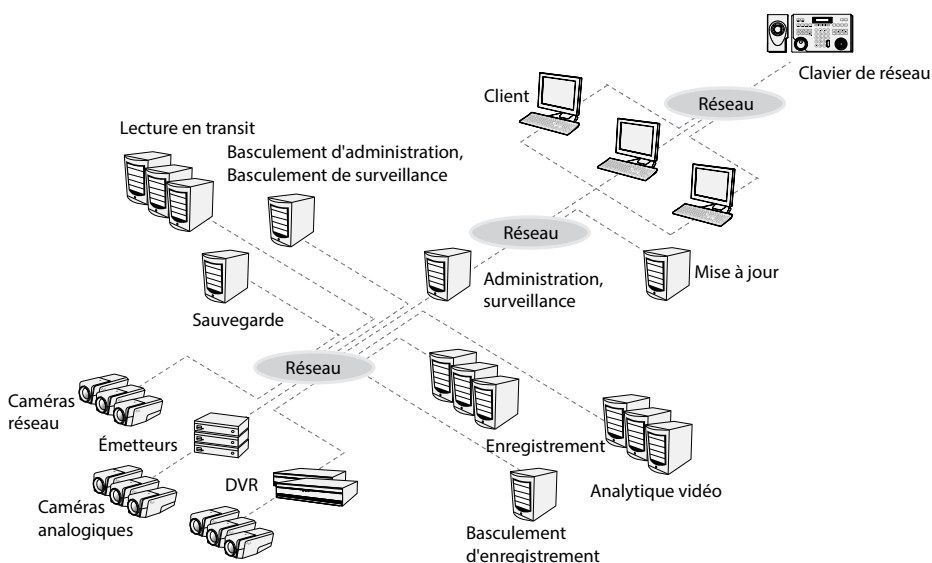 Clavier de réseau
Client
Réseau
Lecture en transit
Basculement d'administration,
Basculement de surveillance
Réseau
Administration,
surveillance
Mise à jour
Sauvegarde
Réseau
Caméras
réseau
Émetteurs
Enregistrement
DVR
Analytique vidéo
Caméras
analogiques
Basculement
d'enregistrement